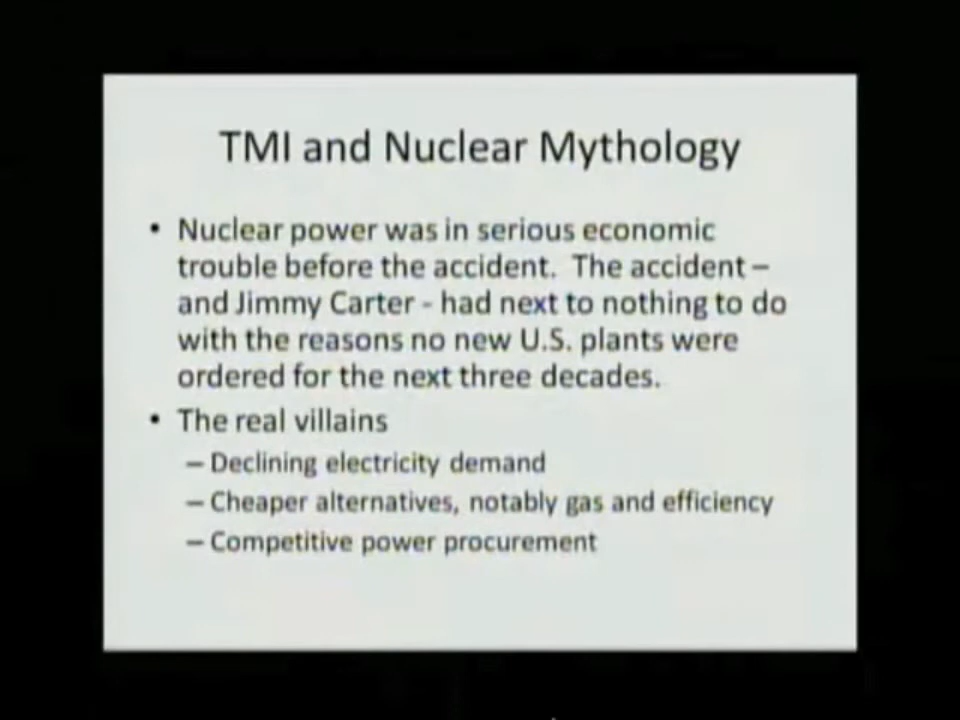 TMI and Nuclear Mythology
• Nuclear power was in serious economic
trouble before the accident. The accident –
and Jimmy Carter - had next to nothing to do
with the reasons no new U.S. plants were
ordered for the next three decades.
• The real villains
– Declining electricity demand
– Cheaper alternatives, notably gas and efficiency
– Competitive power procurement